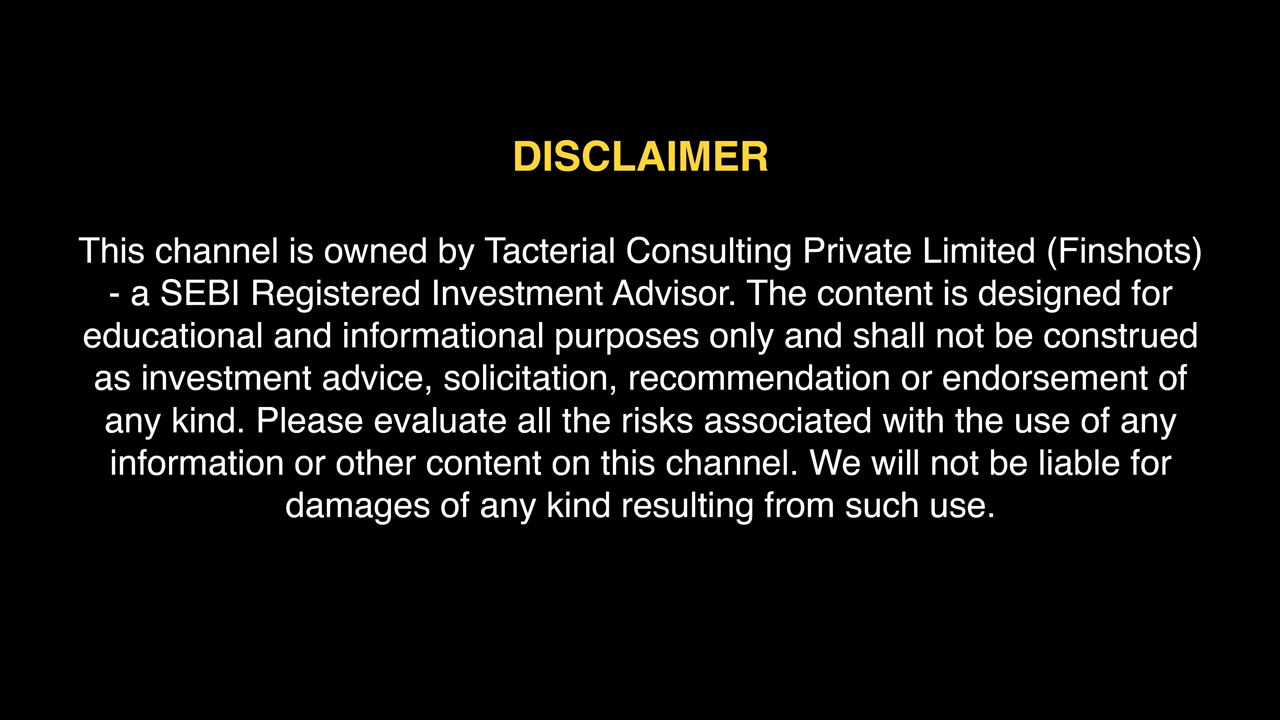 DISCLAIMER
This channel is owned by Tacterial Consulting Private Limited (Finshots)
- a SEBI Registered Investment Advisor. The content is designed for
educational and informational purposes only and shall not be construed
as investment advice, solicitation, recommendation or endorsement of
any kind. Please evaluate all the risks associated with the use of any
information or other content on this channel. We will not be liable for
damages of any kind resulting from such use.